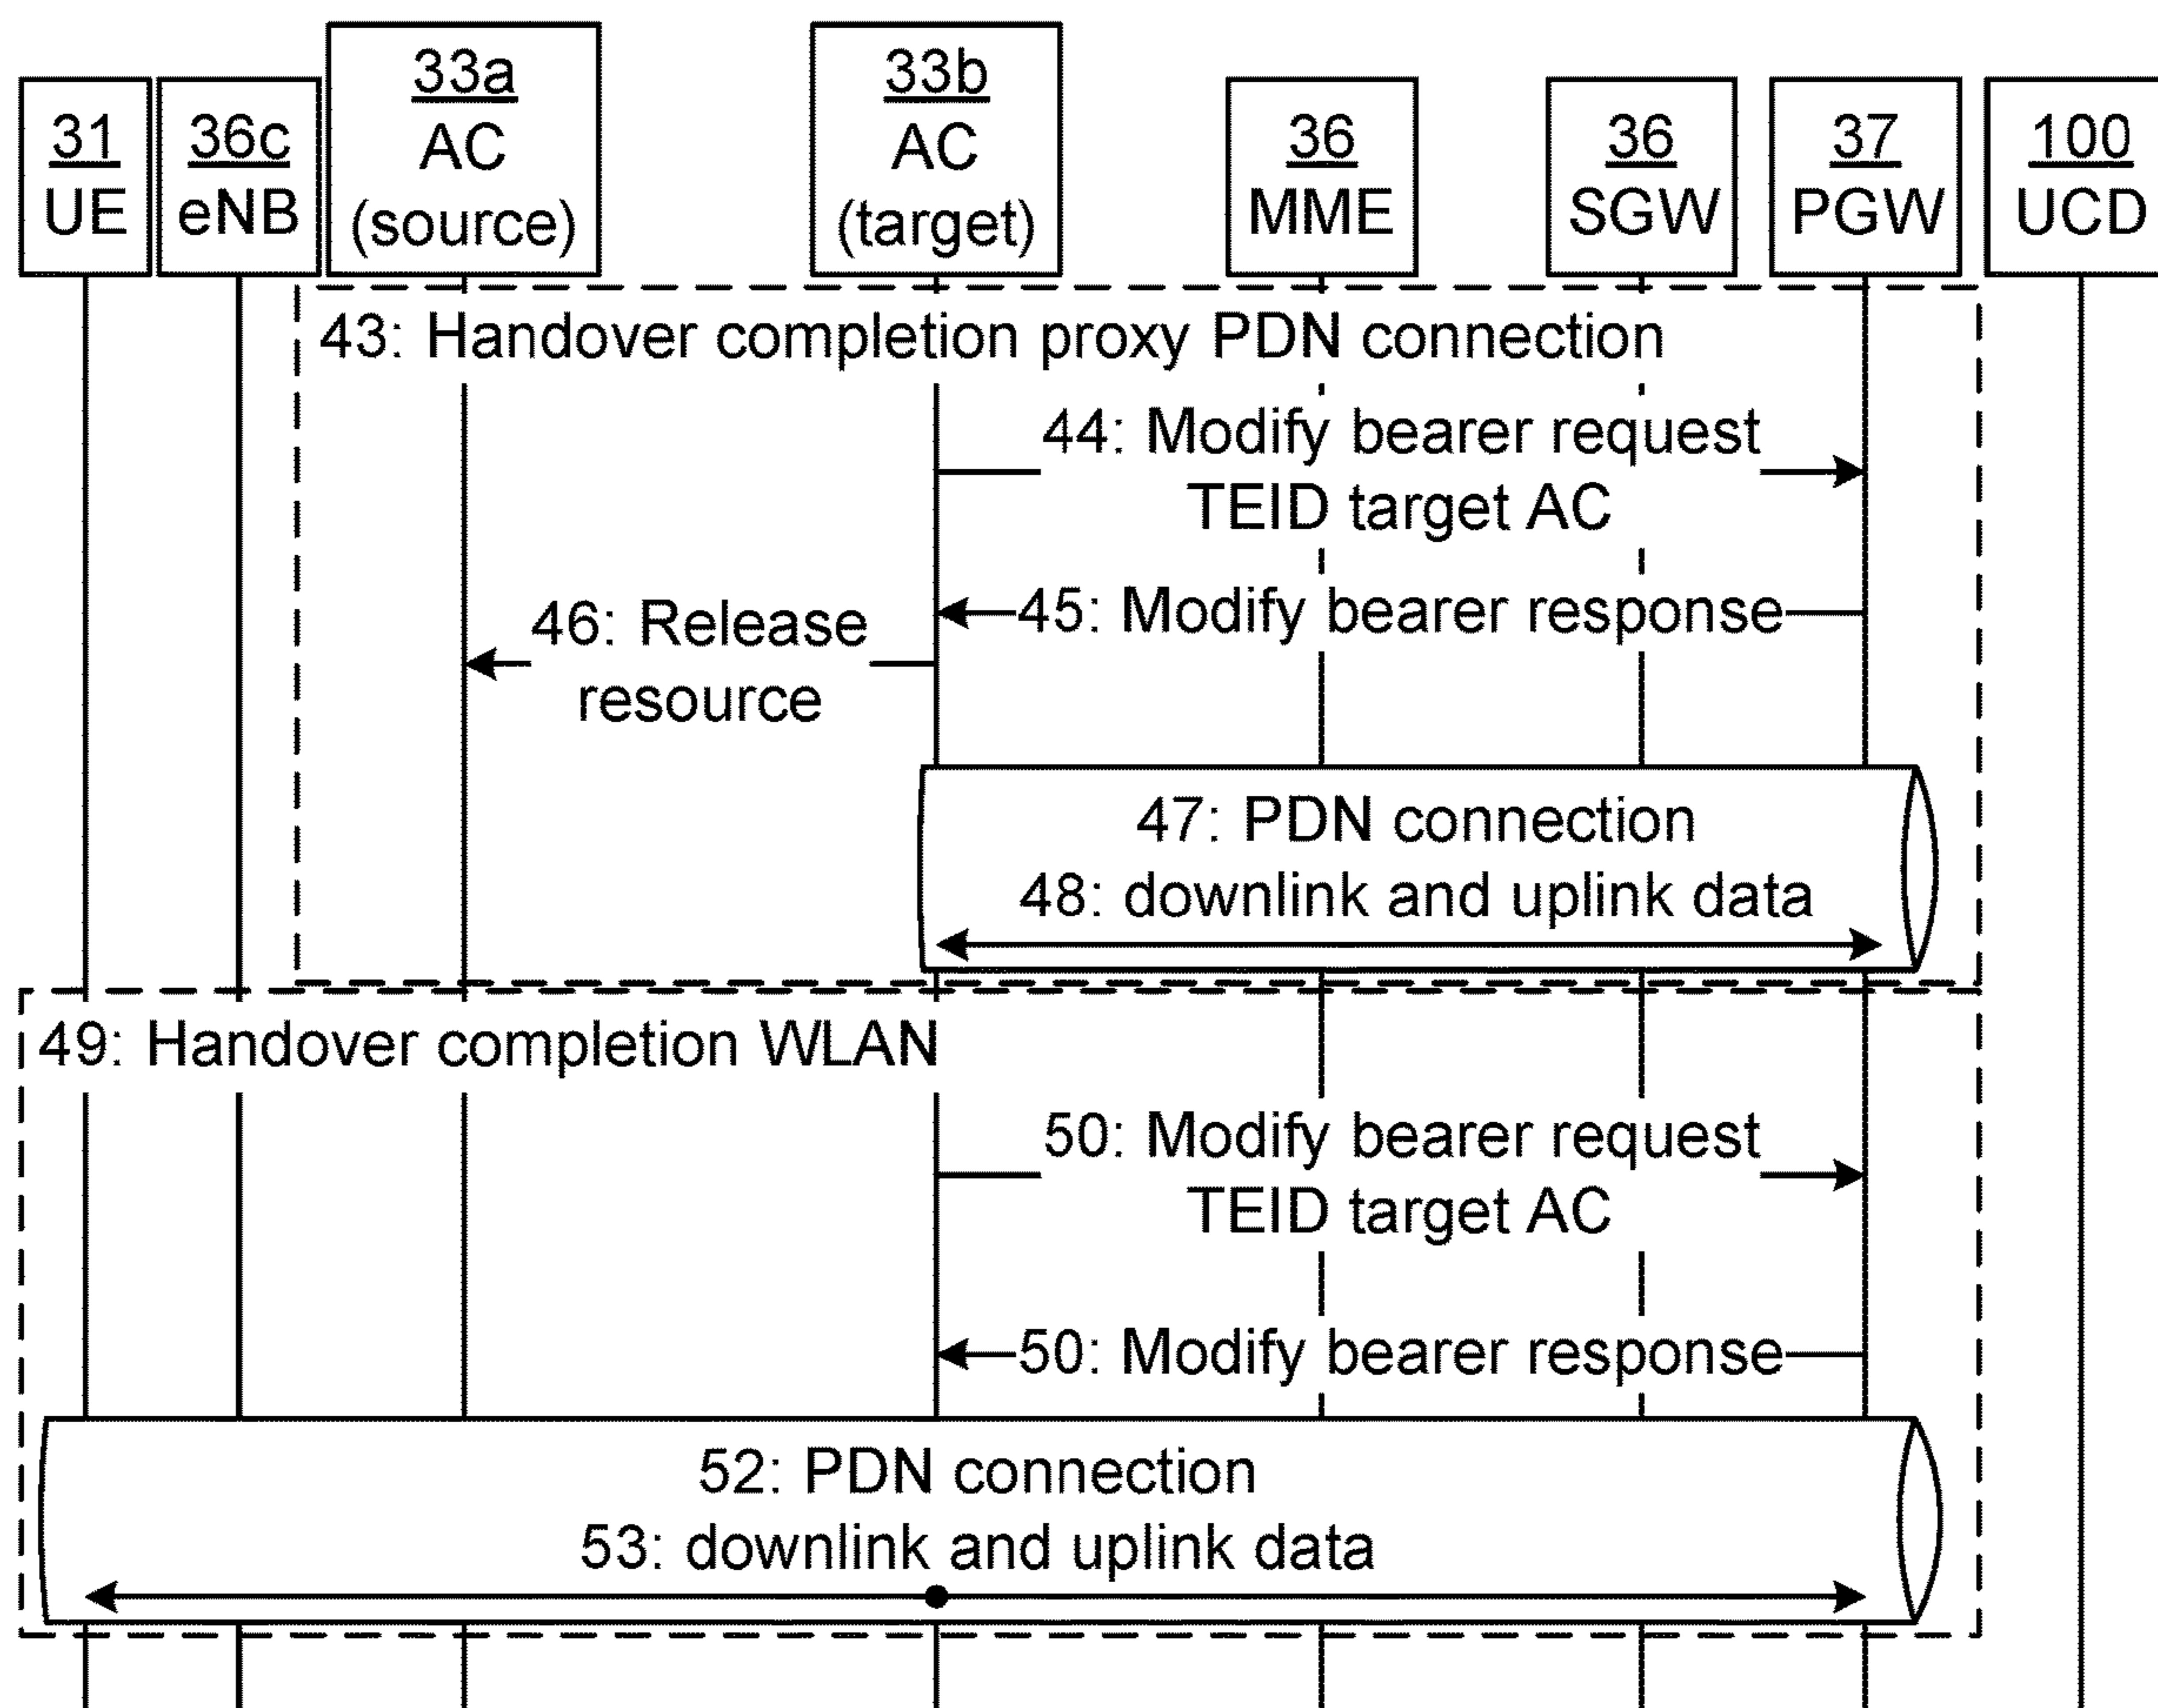 31
UE
36c
eNB
33a
AC
(source)
33b
AC
(target)
36
MME
36
SGW
37
PGW
100
UCD
43: Handover completion proxy PDN connection
44: Modify bearer request
TEID target AC
45: Modify bearer response
46: Release
resource
47: PDN connection
48: downlink and uplink data
49: Handover completion WLAN
50: Modify bearer request
TEID target AC
50: Modify bearer response
52: PDN connection
53: downlink and uplink data